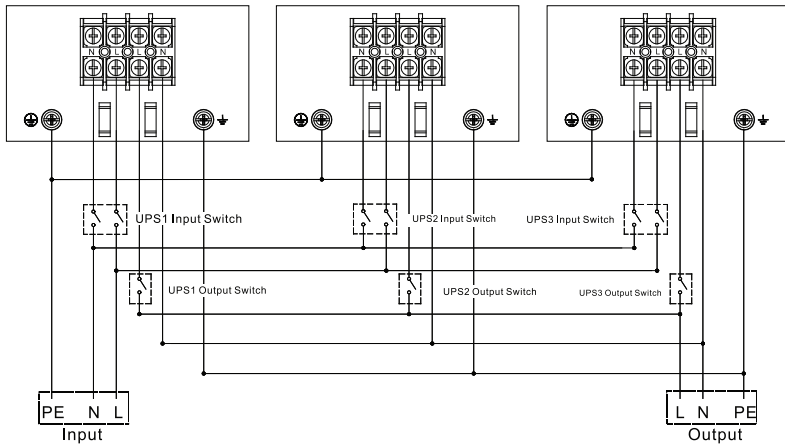 N L L N
N L L N
N L L N
UPS1 Input Switch
UPS2 Input Switch
UPS3 Input Switch
UPS1 Output Switch
UPS2 Output Switch
UPS3 Output Switch
PE N L
L N PE
Input
Output